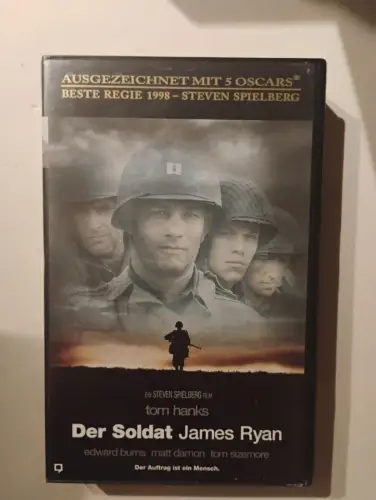 AUSGEZEICHNET MIT 5 OSCARS®
BESTE REGIE 1998 – STEVEN SPIELBERG
EIN STEVEN SPIELBERG FILM
tom hanks
Der Soldat James Ryan
edward burns matt damon tom sizemore
Der Auftrag ist ein Mensch.